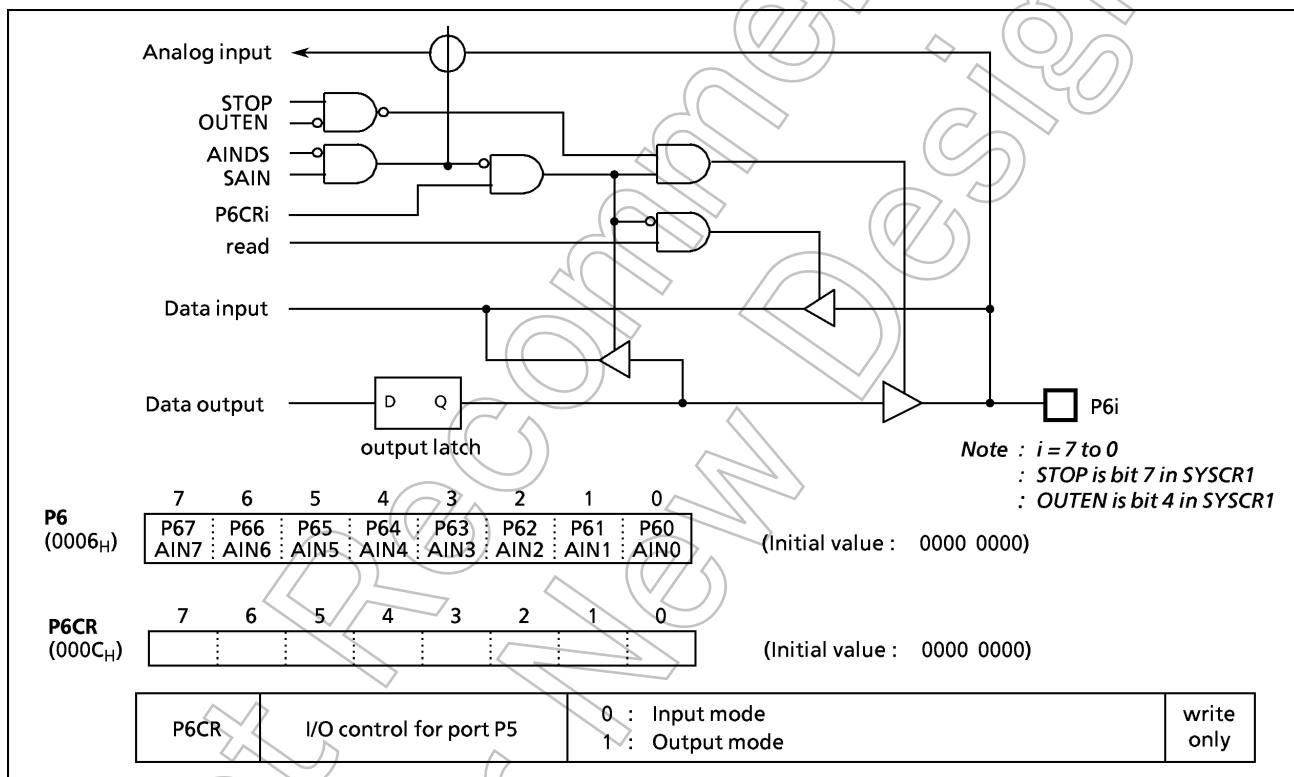 Analog input
STOP
OUTEN
AINDS
SAIN
P6CRi
read
Data input
Data output
D Q
output latch
P6i
Note : i = 7 to 0
: STOP is bit 7 in SYSCR1
: OUTEN is bit 4 in SYSCR1
7 6 5 4 3 2 1 0
P6
(0006H)
P67 P66 P65 P64 P63 P62 P61 P60
AIN7 AIN6 AIN5 AIN4 AIN3 AIN2 AIN1 AIN0
(Initial value : 0000 0000)
7 6 5 4 3 2 1 0
P6CR
(000CH)
(Initial value : 0000 0000)
P6CR
I/O control for port P5
0 : Input mode
1 : Output mode
write
only